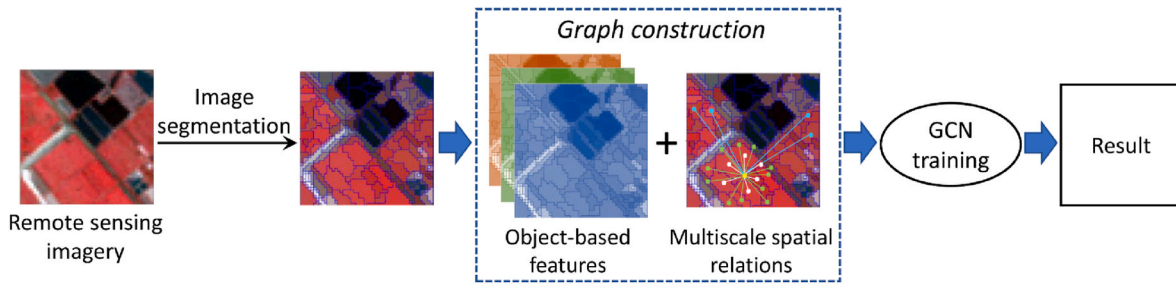 Graph construction
Image
segmentation
+
GCN
training
Result
Remote sensing
imagery
Object-based
features
Multiscale spatial
relations